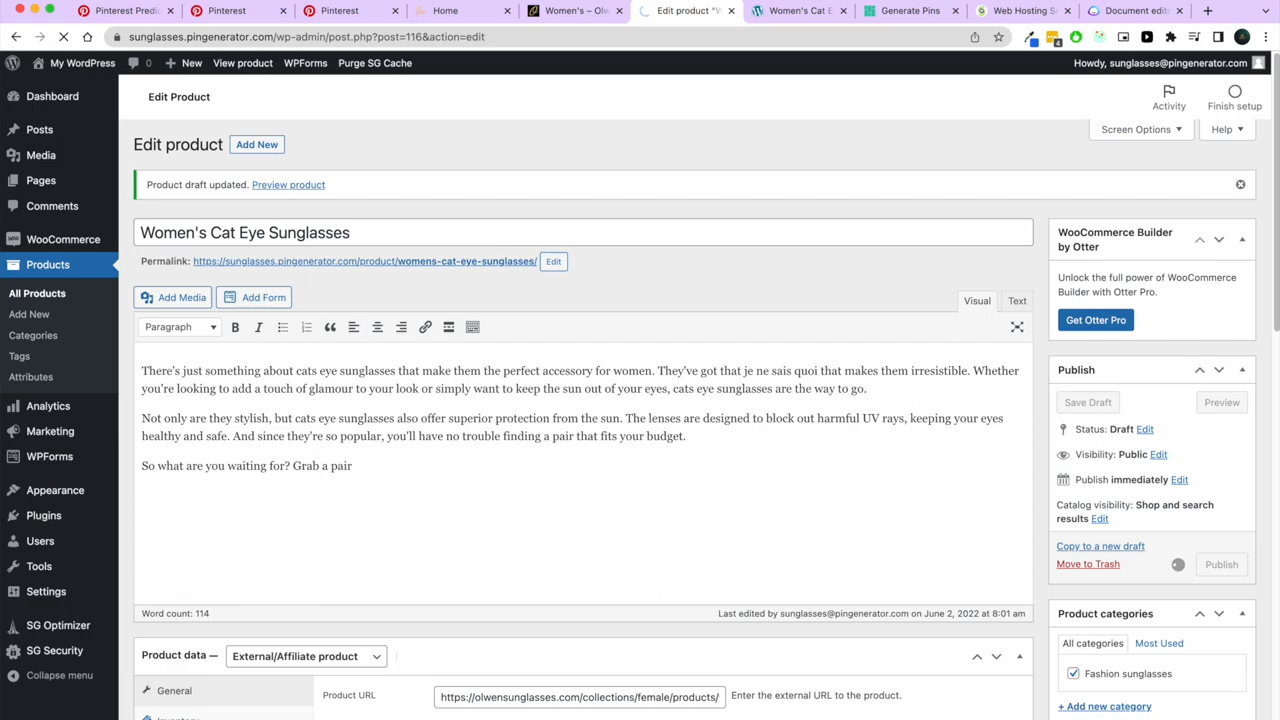 Pinterest Predic
Pinterest
Pinterest
Home
Women's – Olw
Edit product "W
Women's Cat E
Generate Pins
Web Hosting S
Document edit
sunglasses.pingenerator.com/wp-admin/post.php?post=116&action=edit
My WordPress
0
New
View product
WPForms
Purge SG Cache
Howdy, sunglasses@pingenerator.com
Dashboard
Posts
Media
Pages
Comments
WooCommerce
Products
All Products
Add New
Categories
Tags
Attributes
Analytics
Marketing
WPForms
Appearance
Plugins
Users
Tools
Settings
SG Optimizer
SG Security
Collapse menu
Edit Product
Activity
Finish setup
Screen Options
Help
Edit product
Add New
Product draft updated. Preview product
Women's Cat Eye Sunglasses
Permalink: https://sunglasses.pingenerator.com/product/womens-cat-eye-sunglasses/ Edit
Add Media
Add Form
Visual
Text
Paragraph
B
I
There's just something about cats eye sunglasses that make them the perfect accessory for women. They've got that je ne sais quoi that makes them irresistible. Whether
you're looking to add a touch of glamour to your look or simply want to keep the sun out of your eyes, cats eye sunglasses are the way to go.
Not only are they stylish, but cats eye sunglasses also offer superior protection from the sun. The lenses are designed to block out harmful UV rays, keeping your eyes
healthy and safe. And since they're so popular, you'll have no trouble finding a pair that fits your budget.
So what are you waiting for? Grab a pair
Word count: 114
Last edited by sunglasses@pingenerator.com on June 2, 2022 at 8:01 am
Product data —
External/Affiliate product
General
Product URL
https://olwensunglasses.com/collections/female/products/
Enter the external URL to the product.
WooCommerce Builder
by Otter
Unlock the full power of WooCommerce
Builder with Otter Pro.
Get Otter Pro
Publish
Save Draft
Preview
Status: Draft Edit
Visibility: Public Edit
Publish immediately Edit
Catalog visibility: Shop and search
results Edit
Copy to a new draft
Move to Trash
Publish
Product categories
All categories
Most Used
Fashion sunglasses
+ Add new category